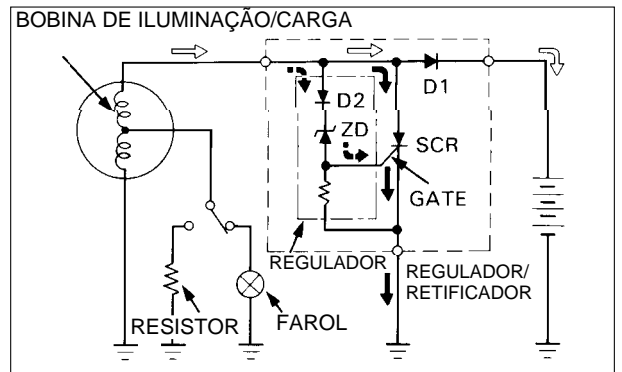 BOBINA DE ILUMINAÇÃO/CARGA
D1
D2
ZD
SCR
GATE
REGULADOR
REGULADOR/
RETIFICADOR
RESISTOR
FAROL